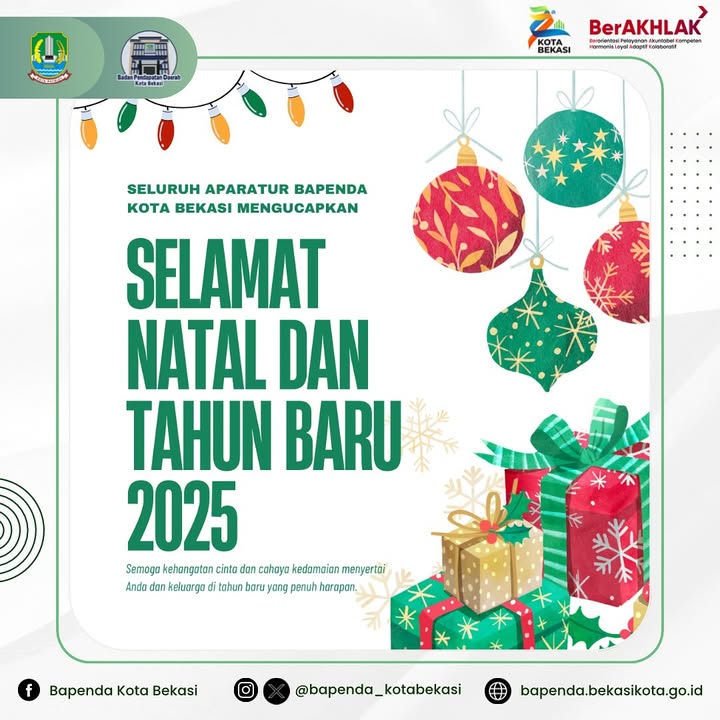 Badan Pendapatan Daerah
Kota Bekasi
KOTA
BEKASI
BerAKHLAK
Berorientasi Pelayanan Akuntabel Kompeten
Harmonis Loyal Adaptif Kolaboratif
SELURUH APARATUR BAPENDA
KOTA BEKASI MENGUCAPKAN
SELAMAT
NATAL DAN
TAHUN BARU
2025
Semoga kehangatan cinta dan cahaya kedamaian menyertai
Anda dan keluarga di tahun baru yang penuh harapan.
Bapenda Kota Bekasi
@bapenda_kotabekasi
bapenda.bekasikota.go.id